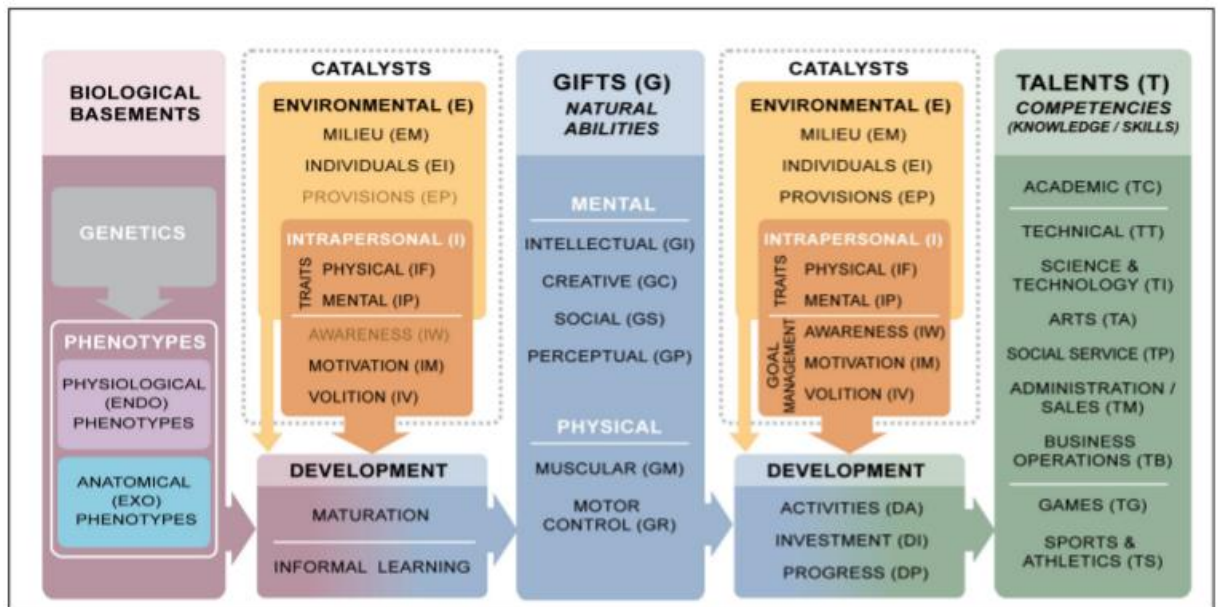 BIOLOGICAL
BASEMENTS
GENETICS
PHENOTYPES
PHYSIOLOGICAL
(ENDO)
PHENOTYPES
ANATOMICAL
(EXO)
PHENOTYPES
CATALYSTS
ENVIRONMENTAL (E)
MILIEU (EM)
INDIVIDUALS (EI)
PROVISIONS (EP)
INTRAPERSONAL (I)
TRAITS
PHYSICAL (IF)
MENTAL (IP)
AWARENESS (IW)
MOTIVATION (IM)
VOLITION (IV)
DEVELOPMENT
MATURATION
INFORMAL LEARNING
GIFTS (G)
NATURAL
ABILITIES
MENTAL
INTELLECTUAL (GI)
CREATIVE (GC)
SOCIAL (GS)
PERCEPTUAL (GP)
PHYSICAL
MUSCULAR (GM)
MOTOR
CONTROL (GR)
CATALYSTS
ENVIRONMENTAL (E)
MILIEU (EM)
INDIVIDUALS (EI)
PROVISIONS (EP)
INTRAPERSONAL (I)
TRAITS
PHYSICAL (IF)
MENTAL (IP)
GOAL
MANAGEMENT
AWARENESS (IW)
MOTIVATION (IM)
VOLITION (IV)
DEVELOPMENT
ACTIVITIES (DA)
INVESTMENT (DI)
PROGRESS (DP)
TALENTS (T)
COMPETENCIES
(KNOWLEDGE / SKILLS)
ACADEMIC (TC)
TECHNICAL (TT)
SCIENCE &
TECHNOLOGY (TI)
ARTS (TA)
SOCIAL SERVICE (TP)
ADMINISTRATION /
SALES (TM)
BUSINESS
OPERATIONS (TB)
GAMES (TG)
SPORTS &
ATHLETICS (TS)